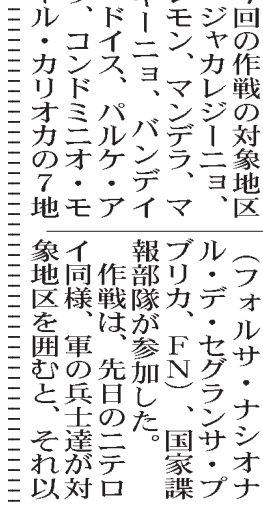 回の作戦の対象地区
ジャカレジーニョ、
モン、マンデラ、マ
ーニョ、バンデイ
ドイス、パルケ・ア
、コンドミニオ・モ
ル・カリオカの7地
（フォルサ・ナシオナ
ル・デ・セグランサ・プ
ブリカ、ＦＮ）、国家諜
報部隊が参加した。
作戦は、先日のニテロ
イ同様、軍の兵士達が対
象地区を囲むと、それ以